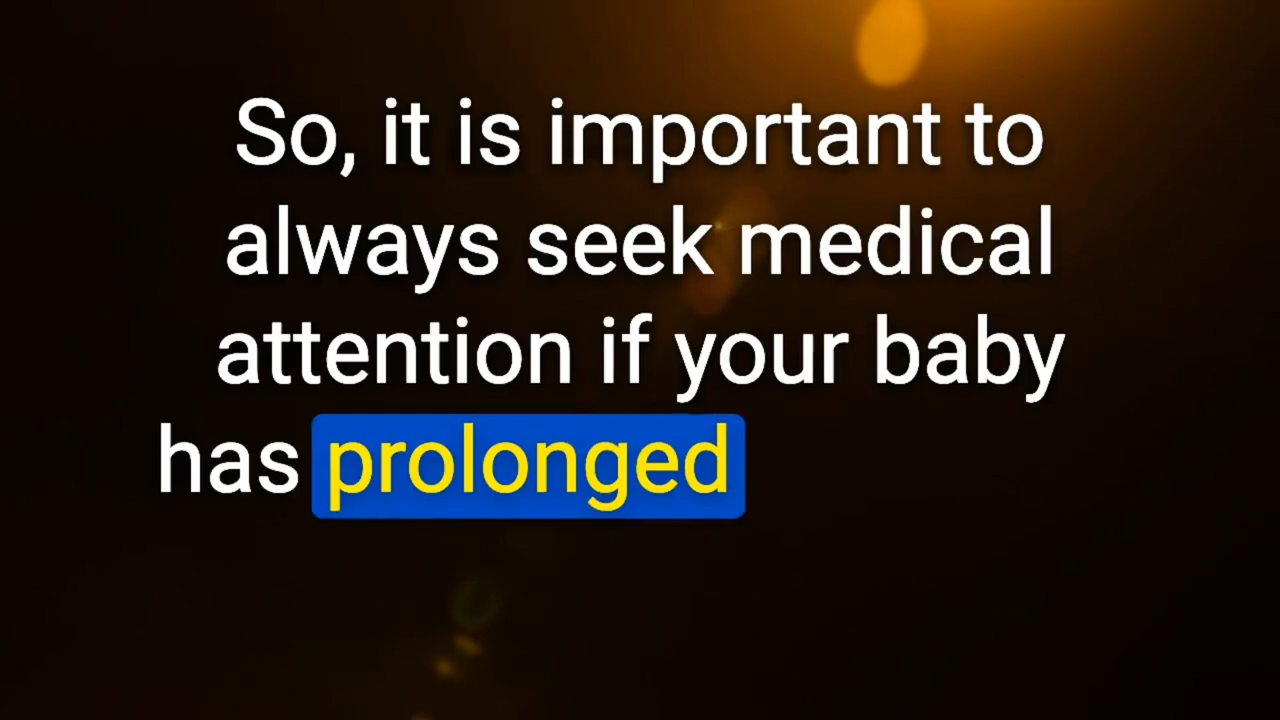 So, it is important to
always seek medical
attention if your baby
has prolonged